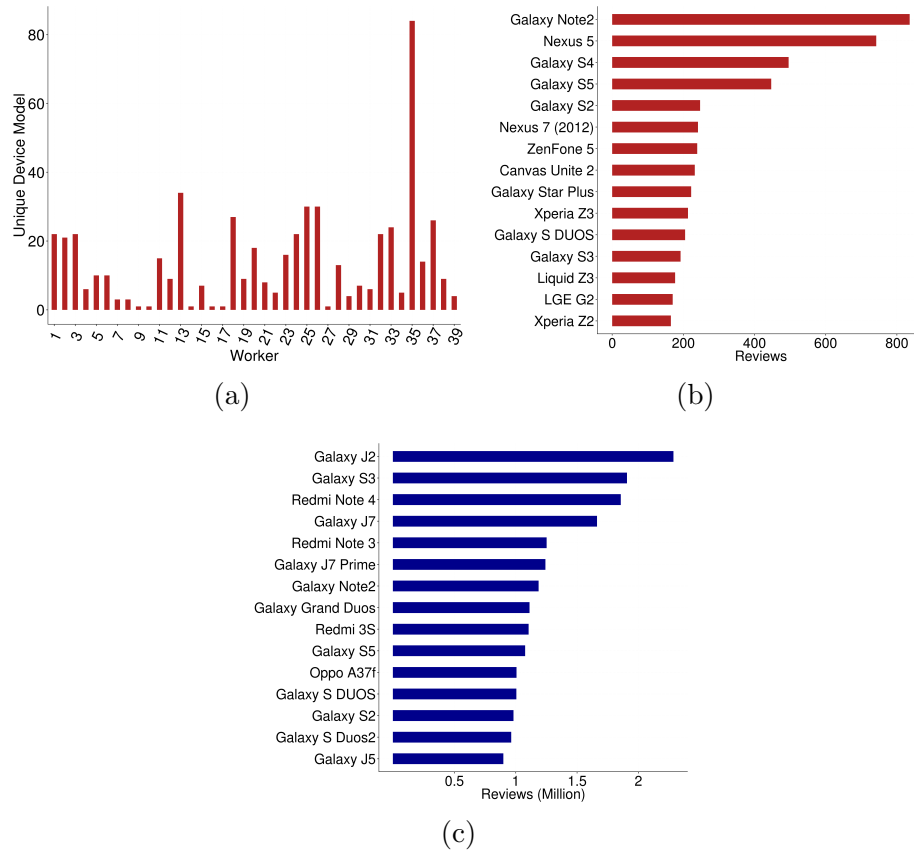 Unique Device Model
80
60
40
20
0
1 3 5 7 9 11 13 15 17 19 21 23 25 27 29 31 33 35 37 39
Worker
(a)
Galaxy Note2
Nexus 5
Galaxy S4
Galaxy S5
Galaxy S2
Nexus 7 (2012)
ZenFone 5
Canvas Unite 2
Galaxy Star Plus
Xperia Z3
Galaxy S DUOS
Galaxy S3
Liquid Z3
LGE G2
Xperia Z2
0 200 400 600 800
Reviews
(b)
Galaxy J2
Galaxy S3
Redmi Note 4
Galaxy J7
Redmi Note 3
Galaxy J7 Prime
Galaxy Note2
Galaxy Grand Duos
Redmi 3S
Galaxy S5
Oppo A37f
Galaxy S DUOS
Galaxy S2
Galaxy S Duos2
Galaxy J5
0.5 1 1.5 2
Reviews (Million)
(c)